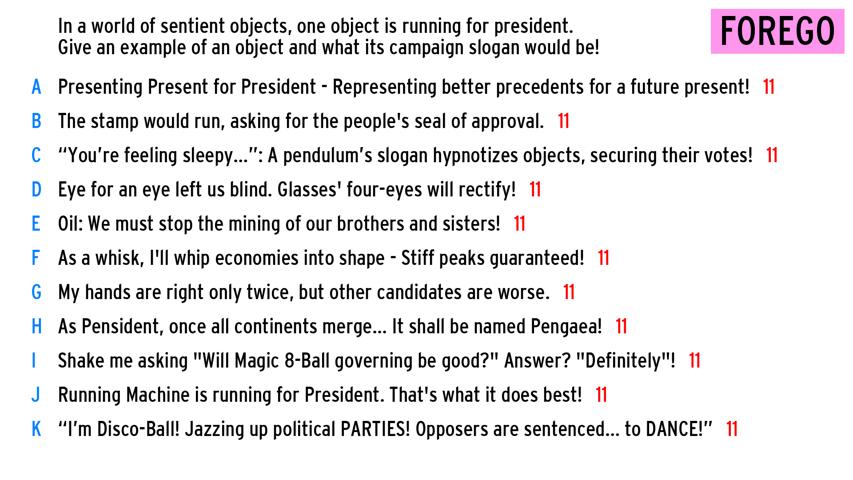 In a world of sentient objects, one object is running for president.
Give an example of an object and what its campaign slogan would be!
FOREGO
A Presenting Present for President - Representing better precedents for a future present! 11
B The stamp would run, asking for the people's seal of approval. 11
C “You’re feeling sleepy...”: A pendulum’s slogan hypnotizes objects, securing their votes! 11
D Eye for an eye left us blind. Glasses' four-eyes will rectify! 11
E Oil: We must stop the mining of our brothers and sisters! 11
F As a whisk, I'll whip economies into shape - Stiff peaks guaranteed! 11
G My hands are right only twice, but other candidates are worse. 11
H As Pensident, once all continents merge... It shall be named Pengaea! 11
I Shake me asking "Will Magic 8-Ball governing be good?" Answer? "Definitely"! 11
J Running Machine is running for President. That's what it does best! 11
K “I’m Disco-Ball! Jazzing up political PARTIES! Opposers are sentenced... to DANCE!” 11